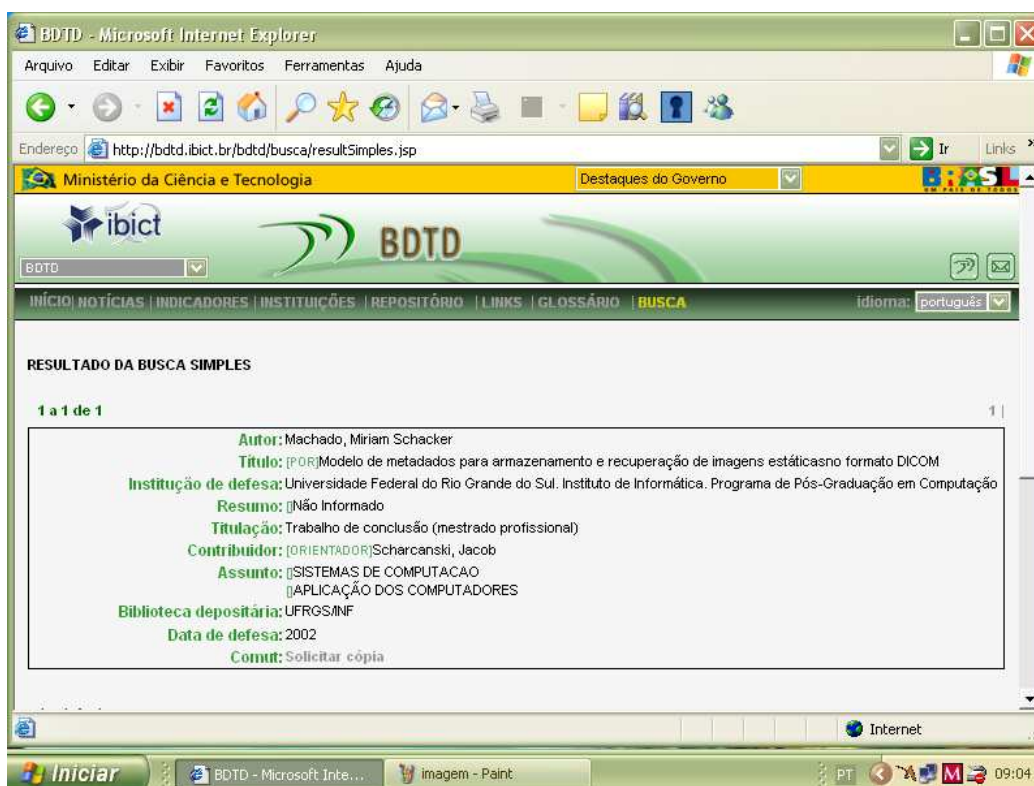 BDTD - Microsoft Internet Explorer
Arquivo Editar Exibir Favoritos Ferramentas Ajuda
Endereço http://bdtd.ibict.br/bdtd/busca/resultSimples.jsp Ir Links »
Ministério da Ciência e Tecnologia Destaques do Governo BRASIL
UM PAÍS DE TODOS
ibict BDTD
BDTD
INÍCIO| NOTÍCIAS | INDICADORES | INSTITUIÇÕES | REPOSITÓRIO | LINKS | GLOSSÁRIO | BUSCA idioma: português
RESULTADO DA BUSCA SIMPLES
1 a 1 de 1 1 |
Autor: Machado, Miriam Schacker
Título: [POR]Modelo de metadados para armazenamento e recuperação de imagens estáticasno formato DICOM
Instituição de defesa: Universidade Federal do Rio Grande do Sul. Instituto de Informática. Programa de Pós-Graduação em Computação
Resumo: []Não Informado
Titulação: Trabalho de conclusão (mestrado profissional)
Contribuidor: [ORIENTADOR]Scharcanski, Jacob
Assunto: []SISTEMAS DE COMPUTACAO
[]APLICAÇÃO DOS COMPUTADORES
Biblioteca depositária: UFRGS/INF
Data de defesa: 2002
Comut: Solicitar cópia
Internet
Iniciar BDTD - Microsoft Inte... imagem - Paint PT M 09:04